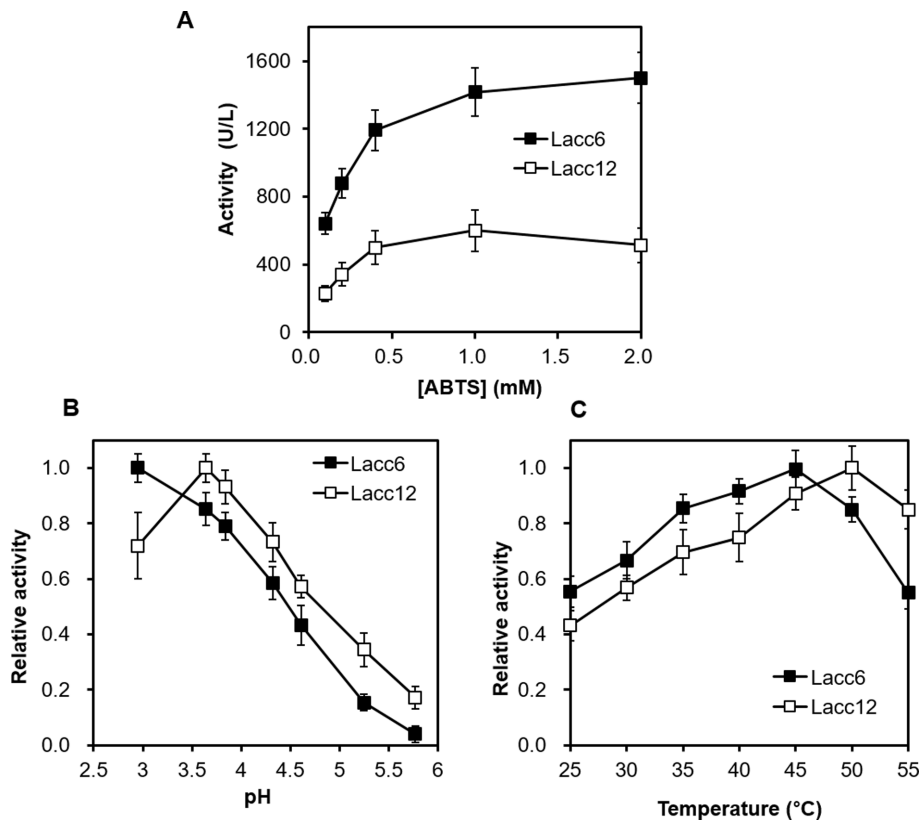 A
1600
1200
800
400
0
Activity (U/L)
Lacc6
Lacc12
0.0 0.5 1.0 1.5 2.0
[ABTS] (mM)
B
1.0
0.8
0.6
0.4
0.2
0.0
Relative activity
Lacc6
Lacc12
2.5 3 3.5 4 4.5 5 5.5 6
pH
C
1.0
0.8
0.6
0.4
0.2
0.0
Relative activity
Lacc6
Lacc12
25 30 35 40 45 50 55
Temperature (°C)